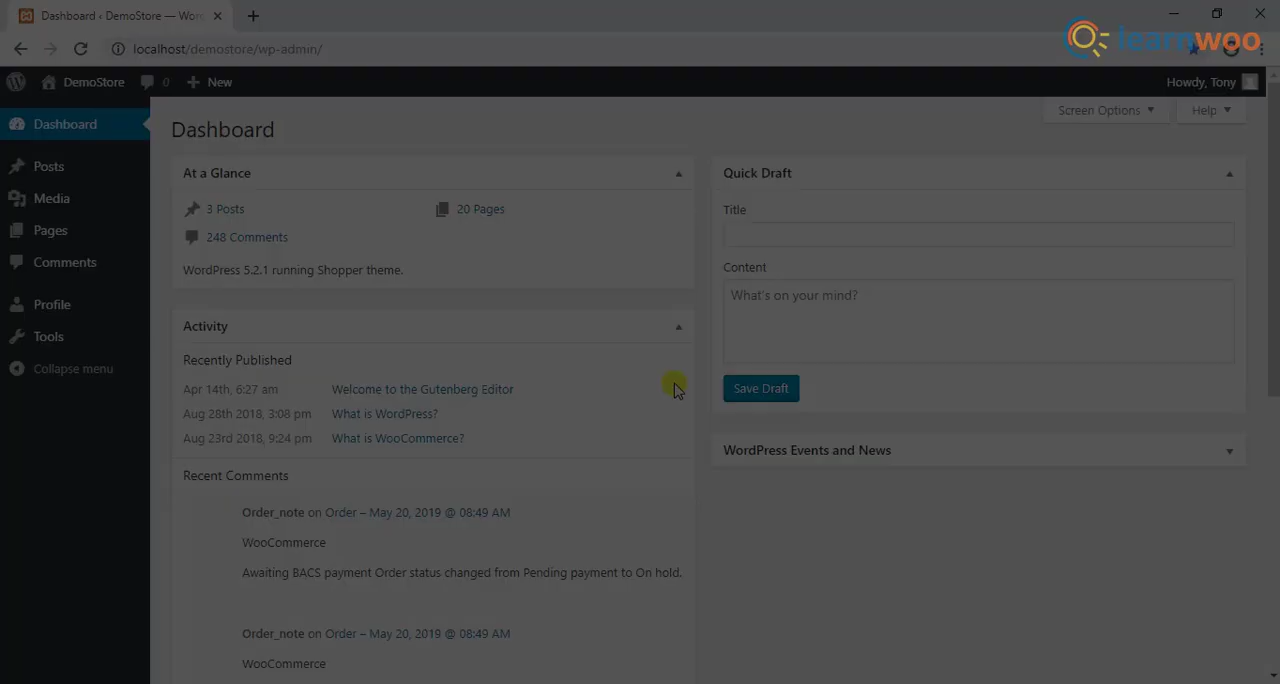 Dashboard ‹ DemoStore — Wor
localhost/demostore/wp-admin/
learnwoo
DemoStore
0
New
Howdy, Tony
Dashboard
Posts
Media
Pages
Comments
Profile
Tools
Collapse menu
Screen Options
Help
Dashboard
At a Glance
3 Posts
20 Pages
248 Comments
WordPress 5.2.1 running Shopper theme.
Activity
Recently Published
Apr 14th, 6:27 am Welcome to the Gutenberg Editor
Aug 28th 2018, 3:08 pm What is WordPress?
Aug 23rd 2018, 9:24 pm What is WooCommerce?
Recent Comments
Order_note on Order – May 20, 2019 @ 08:49 AM
WooCommerce
Awaiting BACS payment Order status changed from Pending payment to On hold.
Order_note on Order – May 20, 2019 @ 08:49 AM
WooCommerce
Quick Draft
Title
Content
What's on your mind?
Save Draft
WordPress Events and News